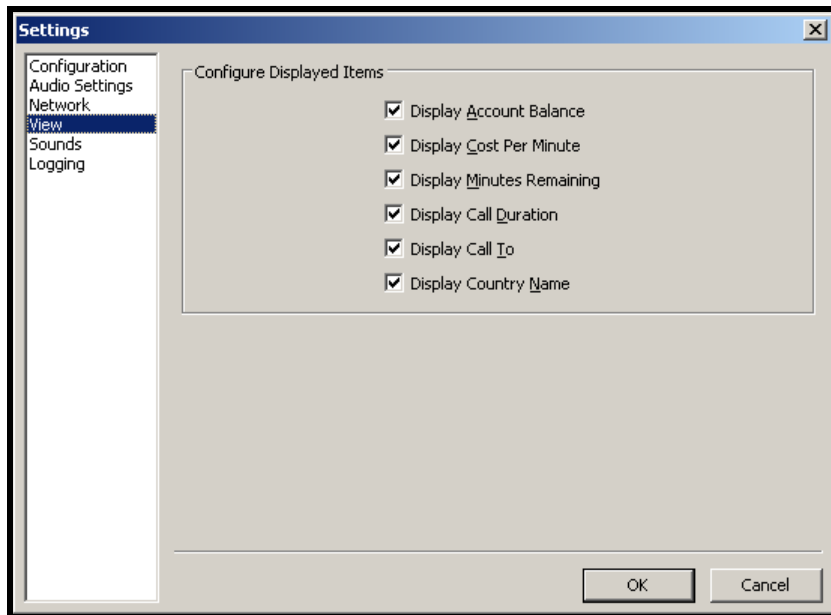 Settings
Configuration
Audio Settings
Network
View
Sounds
Logging
Configure Displayed Items
Display Account Balance
Display Cost Per Minute
Display Minutes Remaining
Display Call Duration
Display Call To
Display Country Name
OK
Cancel